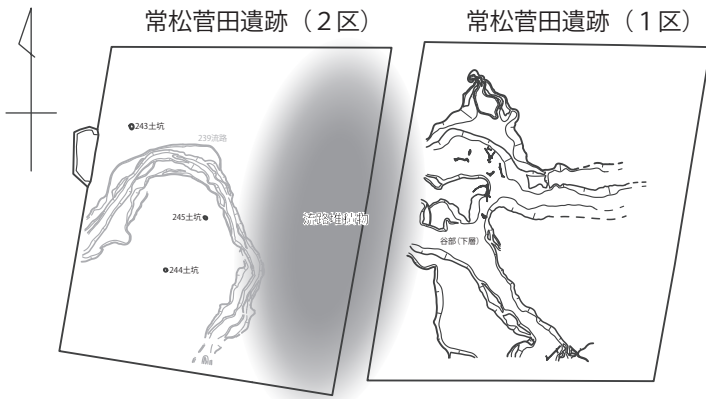 常松菅田遺跡（２区）
常松菅田遺跡（１区）
243土坑
239流路
245土坑
流路堆積物
谷部（下層）
244土坑